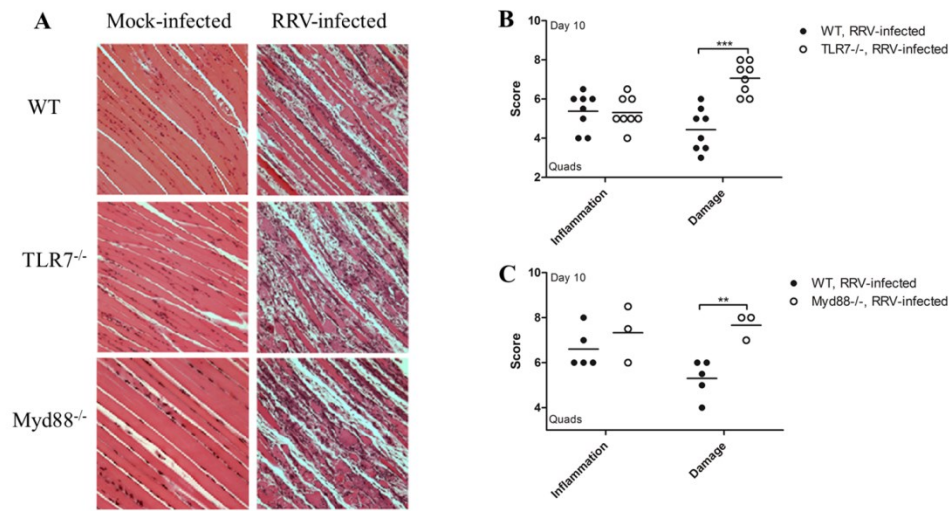 A
Mock-infected
RRV-infected
WT
TLR7-/-
Myd88-/-
B
Day 10
WT, RRV-infected
TLR7-/-, RRV-infected
***
10
8
6
4
2
Score
Quads
Inflammation
Damage
C
Day 10
WT, RRV-infected
Myd88-/-, RRV-infected
**
10
8
6
4
Score
Quads
Inflammation
Damage